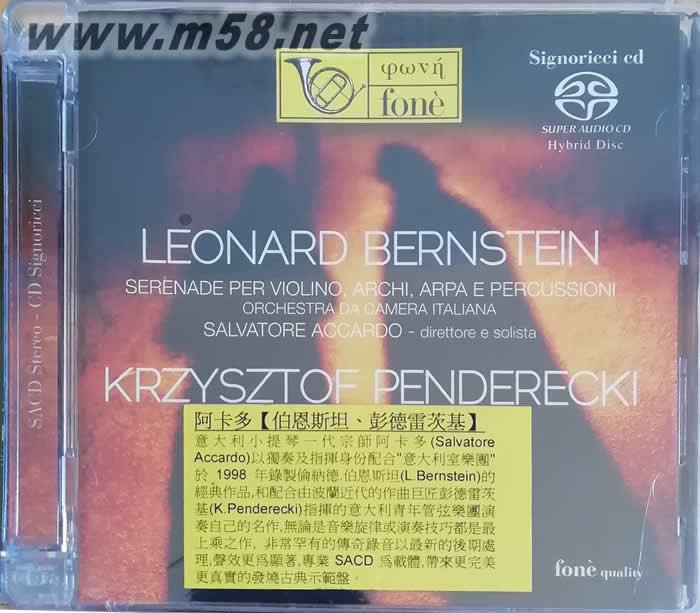 www.m58.net
φωνή
fonè
Signoricci cd
SUPER AUDIO CD
Hybrid Disc
SACD Stereo - CD Signoricci
LEONARD BERNSTEIN
SERENADE PER VIOLINO, ARCHI, ARPA E PERCUSSIONI
ORCHESTRA DA CAMERA ITALIANA
SALVATORE ACCARDO - direttore e solista
KRZYSZTOF PENDERECKI
阿卡多【伯恩斯坦、彭德雷茨基】
意大利小提琴一代宗師阿卡多(Salvatore
Accardo)以獨奏及指揮身份配合"意大利室樂團"
於 1998 年錄製倫納德.伯恩斯坦(L.Bernstein)的
經典作品,和配合由波蘭近代的作曲巨匠彭德雷茨
基(K.Penderecki)指揮的意大利青年管弦樂團演
奏自己的名作,無論是音樂旋律或演奏技巧都是最
上乘之作, 非常罕有的傳奇錄音以最新的後期處
理,聲效更爲顯著,專業 SACD 爲載體,帶來更完美
更真實的發燒古典示範盤。
fonè quality